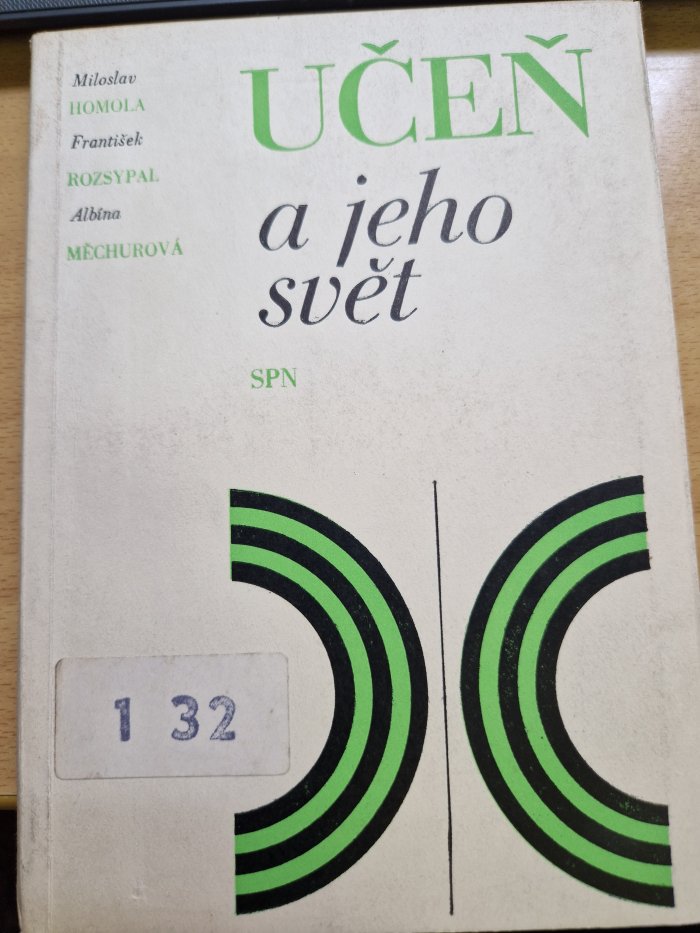 Miloslav
HOMOLA
František
ROZSYPAL
Albína
MĚCHUROVÁ
UČEŇ
a jeho
svět
SPN
1 32